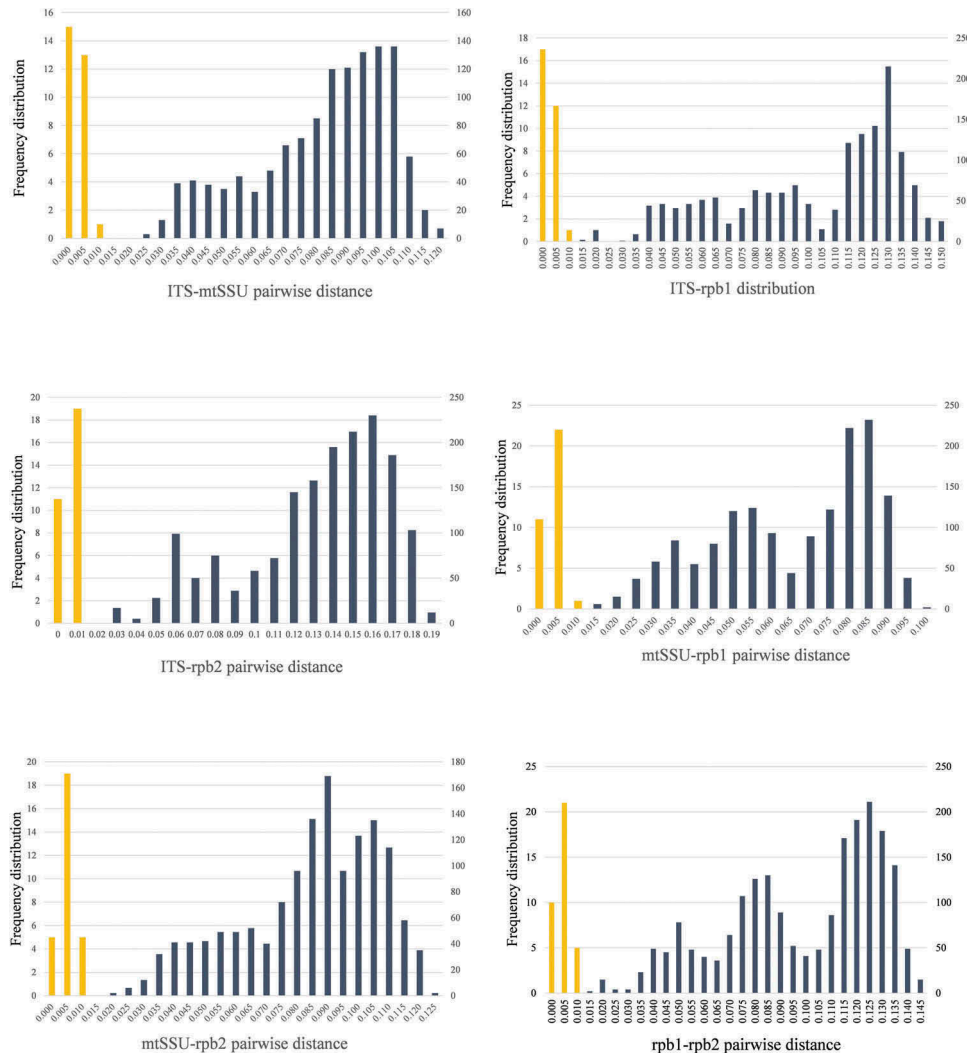 16 160
14 140
12 120
10 100
8 80
6 60
4 40
2 20
0 0
Frequency distribution
0.000 0.005 0.010 0.015 0.020 0.025 0.030 0.035 0.040 0.045 0.050 0.055 0.060 0.065 0.070 0.075 0.080 0.085 0.090 0.095 0.100 0.105 0.110 0.115 0.120
ITS-mtSSU pairwise distance
18 250
16
14 200
12
10 150
8 100
6
4 50
2
0 0
Frequency distribution
0.000 0.005 0.010 0.015 0.020 0.025 0.030 0.035 0.040 0.045 0.050 0.055 0.060 0.065 0.070 0.075 0.080 0.085 0.090 0.095 0.100 0.105 0.110 0.115 0.120 0.125 0.130 0.135 0.140 0.145 0.150
ITS-rpb1 distribution
20 250
18
16 200
14
12 150
10
8 100
6
4 50
2
0 0
Frequency distribution
0 0.01 0.02 0.03 0.04 0.05 0.06 0.07 0.08 0.09 0.1 0.11 0.12 0.13 0.14 0.15 0.16 0.17 0.18 0.19
ITS-rpb2 pairwise distance
25 250
20 200
15 150
10 100
5 50
0 0
Frequency dsitribution
0.000 0.005 0.010 0.015 0.020 0.025 0.030 0.035 0.040 0.045 0.050 0.055 0.060 0.065 0.070 0.075 0.080 0.085 0.090 0.095 0.100
mtSSU-rpb1 pairwise distance
20 180
18 160
16 140
14 120
12 100
10
8 80
6 60
4 40
2 20
0 0
Frequency distribution
0.000 0.005 0.010 0.015 0.020 0.025 0.030 0.035 0.040 0.045 0.050 0.055 0.060 0.065 0.070 0.075 0.080 0.085 0.090 0.095 0.100 0.105 0.110 0.115 0.120 0.125
mtSSU-rpb2 pairwise distance
25 250
20 200
15 150
10 100
5 50
0 0
Frequency distribution
0.000 0.005 0.010 0.015 0.020 0.025 0.030 0.035 0.040 0.045 0.050 0.055 0.060 0.065 0.070 0.075 0.080 0.085 0.090 0.095 0.100 0.105 0.110 0.115 0.120 0.125 0.130 0.135 0.140 0.145
rpb1-rpb2 pairwise distance